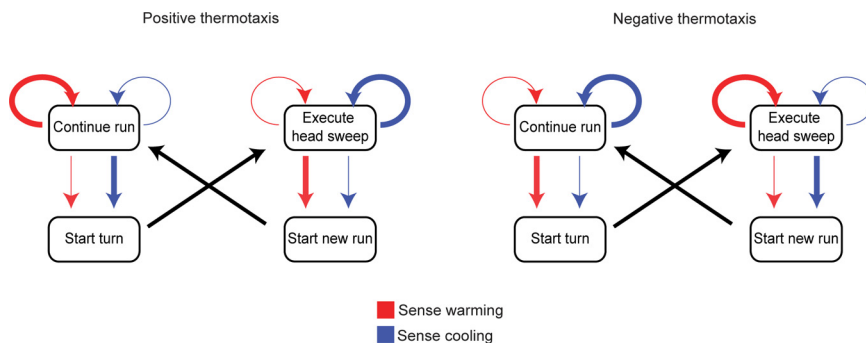 Positive thermotaxis
Negative thermotaxis
Continue run
Execute
head sweep
Continue run
Execute
head sweep
Start turn
Start new run
Start turn
Start new run
Sense warming
Sense cooling